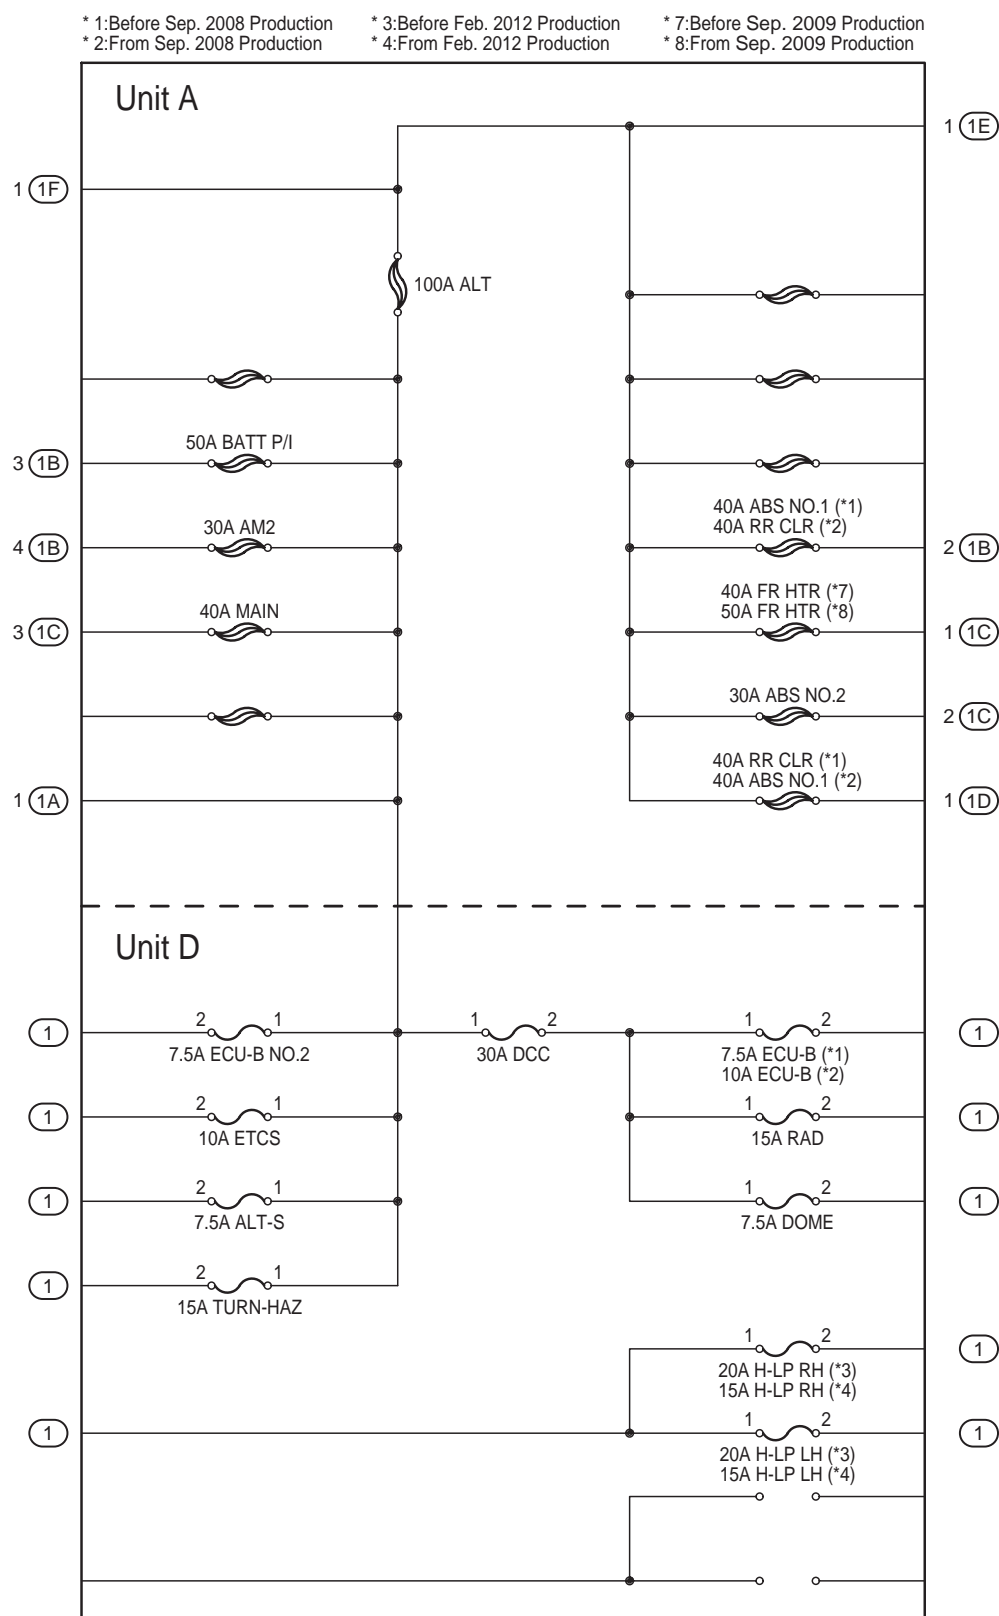 * 1:Before Sep. 2008 Production * 3:Before Feb. 2012 Production * 7:Before Sep. 2009 Production
* 2:From Sep. 2008 Production * 4:From Feb. 2012 Production * 8:From Sep. 2009 Production
Unit A
1 1E
1 1F
100A ALT
50A BATT P/I
3 1B
40A ABS NO.1 (*1)
30A AM2 40A RR CLR (*2)
4 1B 2 1B
40A FR HTR (*7)
40A MAIN 50A FR HTR (*8)
3 1C 1 1C
30A ABS NO.2
2 1C
40A RR CLR (*1)
40A ABS NO.1 (*2)
1 1A 1 1D
Unit D
2 1 1 2 1 2
1 1
7.5A ECU-B NO.2 30A DCC 7.5A ECU-B (*1)
10A ECU-B (*2)
2 1 1 2
1 1
10A ETCS 15A RAD
2 1 1 2
1 1
7.5A ALT-S 7.5A DOME
2 1
1
15A TURN-HAZ
1 2
1
20A H-LP RH (*3)
15A H-LP RH (*4)
1 2
1 1
20A H-LP LH (*3)
15A H-LP LH (*4)